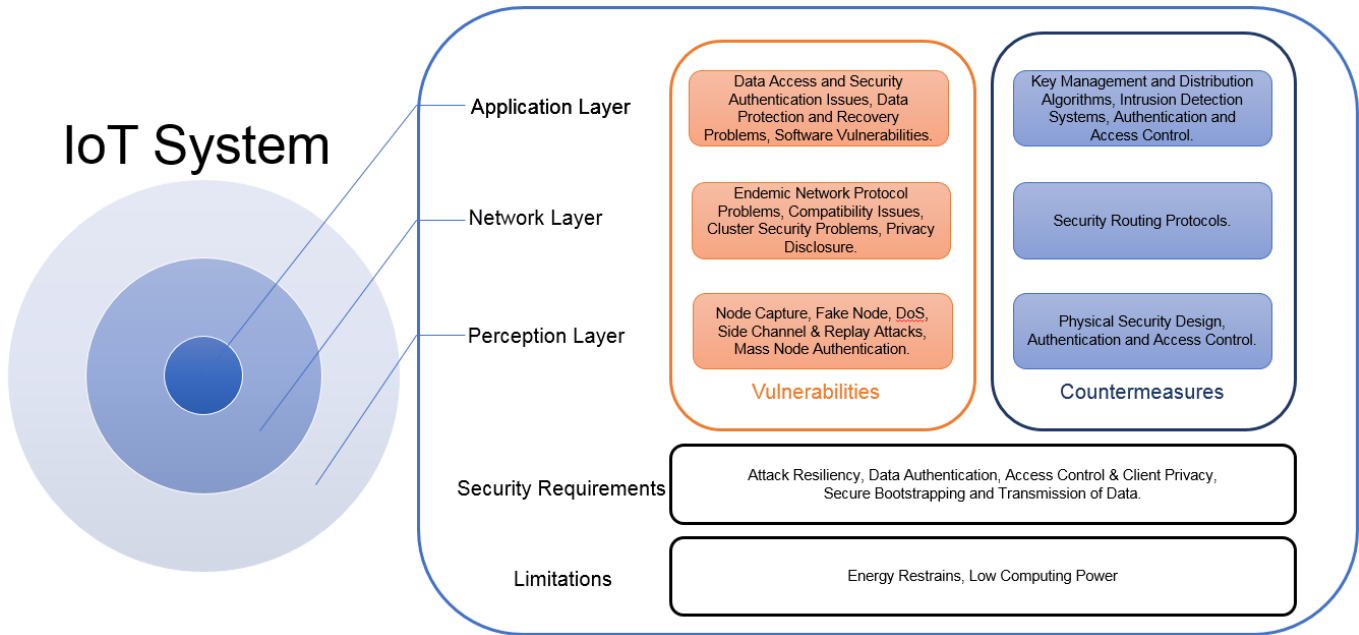 IoT System
Application Layer
Data Access and Security
Authentication Issues, Data
Protection and Recovery
Problems, Software Vulnerabilities.
Key Management and Distribution
Algorithms, Intrusion Detection
Systems, Authentication and
Access Control.
Network Layer
Endemic Network Protocol
Problems, Compatibility Issues,
Cluster Security Problems, Privacy
Disclosure.
Security Routing Protocols.
Perception Layer
Node Capture, Fake Node, DoS,
Side Channel & Replay Attacks,
Mass Node Authentication.
Physical Security Design,
Authentication and Access Control.
Vulnerabilities
Countermeasures
Security Requirements
Attack Resiliency, Data Authentication, Access Control & Client Privacy,
Secure Bootstrapping and Transmission of Data.
Limitations
Energy Restrains, Low Computing Power